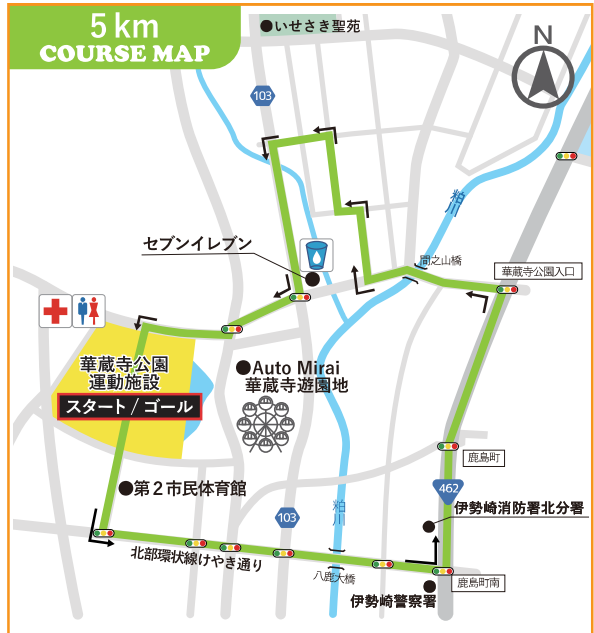 5 km
COURSE MAP
いせさき聖苑
N
103
粕川
セブンイレブン
間之山橋
華蔵寺公園入口
華蔵寺公園
運動施設
スタート / ゴール
Auto Mirai
華蔵寺遊園地
鹿島町
462
第2市民体育館
103
粕川
伊勢崎消防署北分署
北部環状線けやき通り
八鹿大橋
鹿島町南
伊勢崎警察署